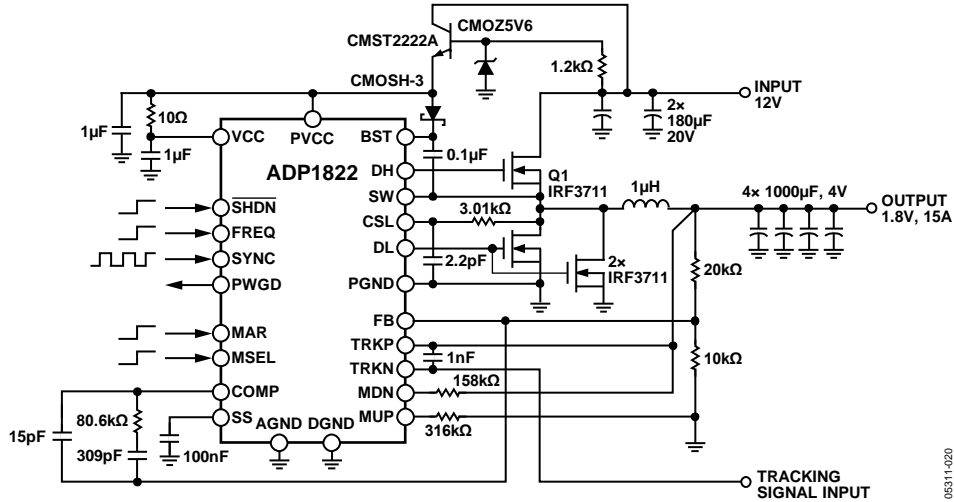 CMOZ5V6
CMST2222A
1.2kΩ
CMOSH-3
INPUT
12V
2×
180µF
20V
10Ω
1µF
1µF
VCC
PVCC
BST
ADP1822
0.1µF
DH
Q1
IRF3711
SW
1µH
4× 1000µF, 4V
OUTPUT
1.8V, 15A
SHDN
CSL
3.01kΩ
FREQ
DL
SYNC
2.2pF
2×
IRF3711
20kΩ
PWGD
PGND
FB
MAR
TRKP
1nF
10kΩ
MSEL
TRKN
158kΩ
COMP
MDN
80.6kΩ
SS
AGND
DGND
MUP
316kΩ
15pF
309pF
100nF
TRACKING
SIGNAL INPUT
05311-020